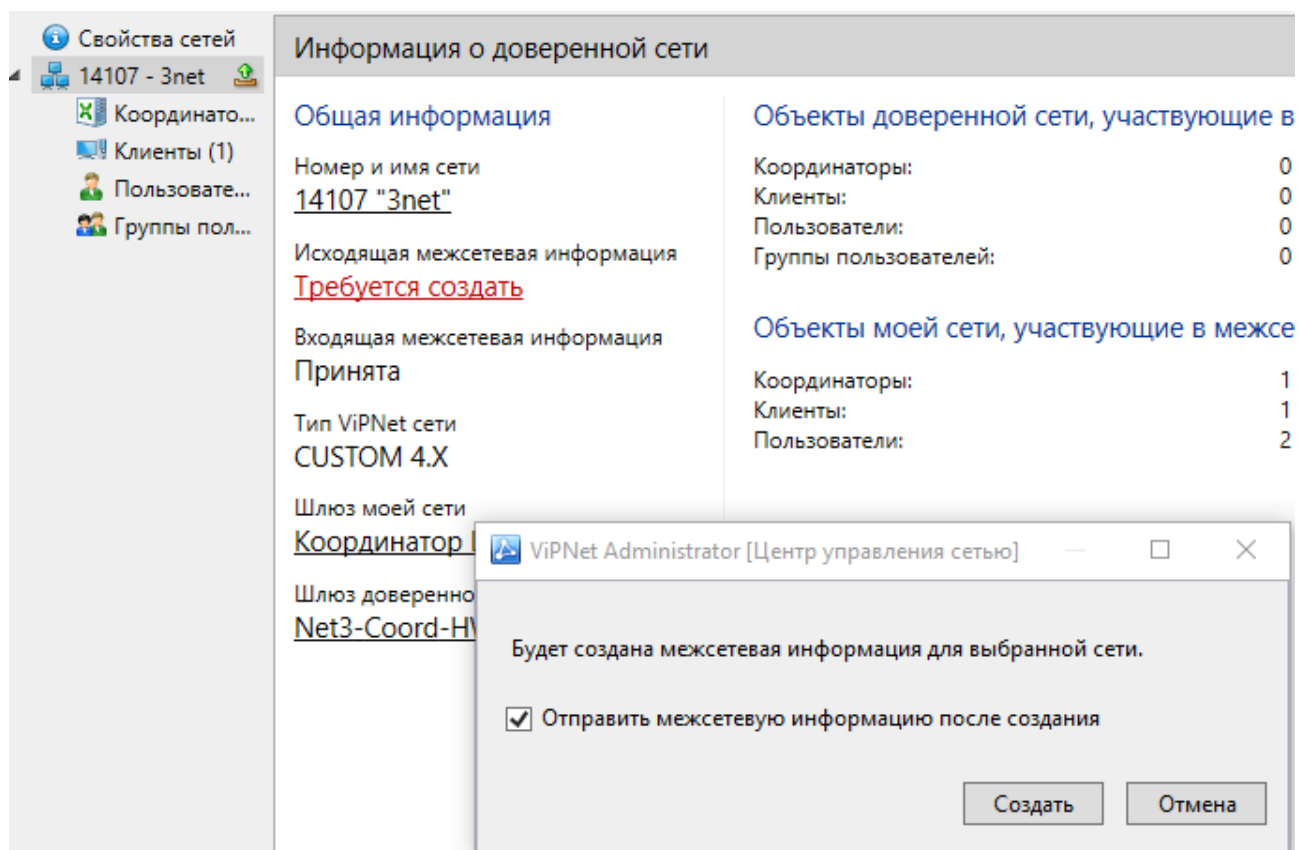 Свойства сетей
14107 - 3net
Координато...
Клиенты (1)
Пользовате...
Группы пол...
Информация о доверенной сети
Общая информация
Номер и имя сети
14107 "3net"
Исходящая межсетевая информация
Требуется создать
Входящая межсетевая информация
Принята
Тип ViPNet сети
CUSTOM 4.X
Шлюз моей сети
Координатор
Шлюз доверенно
Net3-Coord-H
Объекты доверенной сети, участвующие в
Координаторы: 0
Клиенты: 0
Пользователи: 0
Группы пользователей: 0
Объекты моей сети, участвующие в межсе
Координаторы: 1
Клиенты: 1
Пользователи: 2
ViPNet Administrator [Центр управления сетью]
Будет создана межсетевая информация для выбранной сети.
Отправить межсетевую информацию после создания
Создать
Отмена